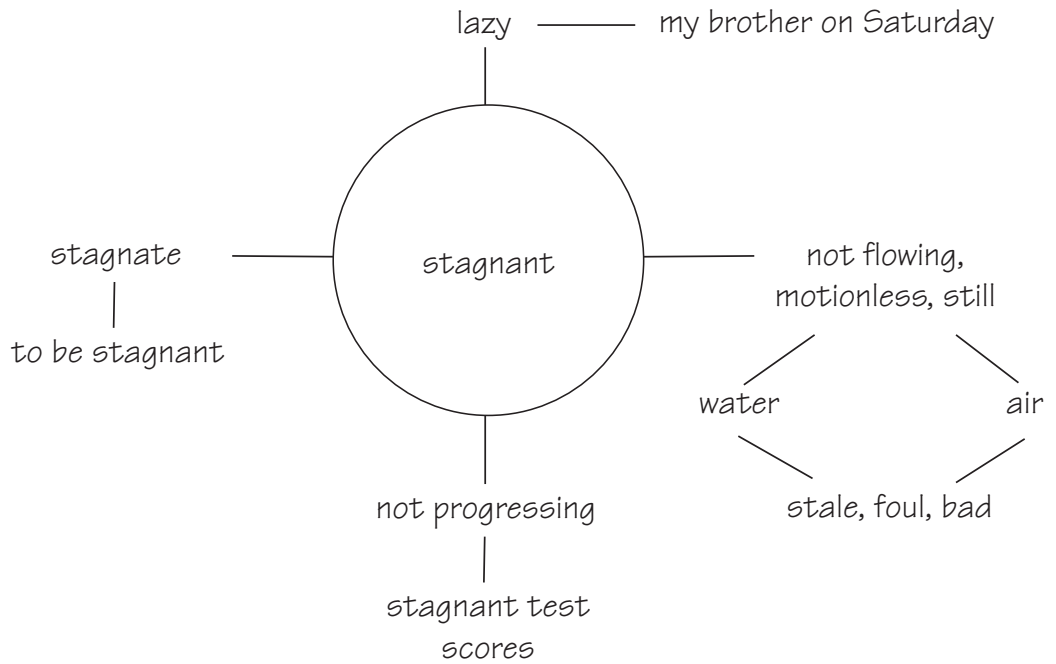 lazy
my brother on Saturday
stagnate
to be stagnant
stagnant
not flowing,
motionless, still
water
air
stale, foul, bad
not progressing
stagnant test
scores